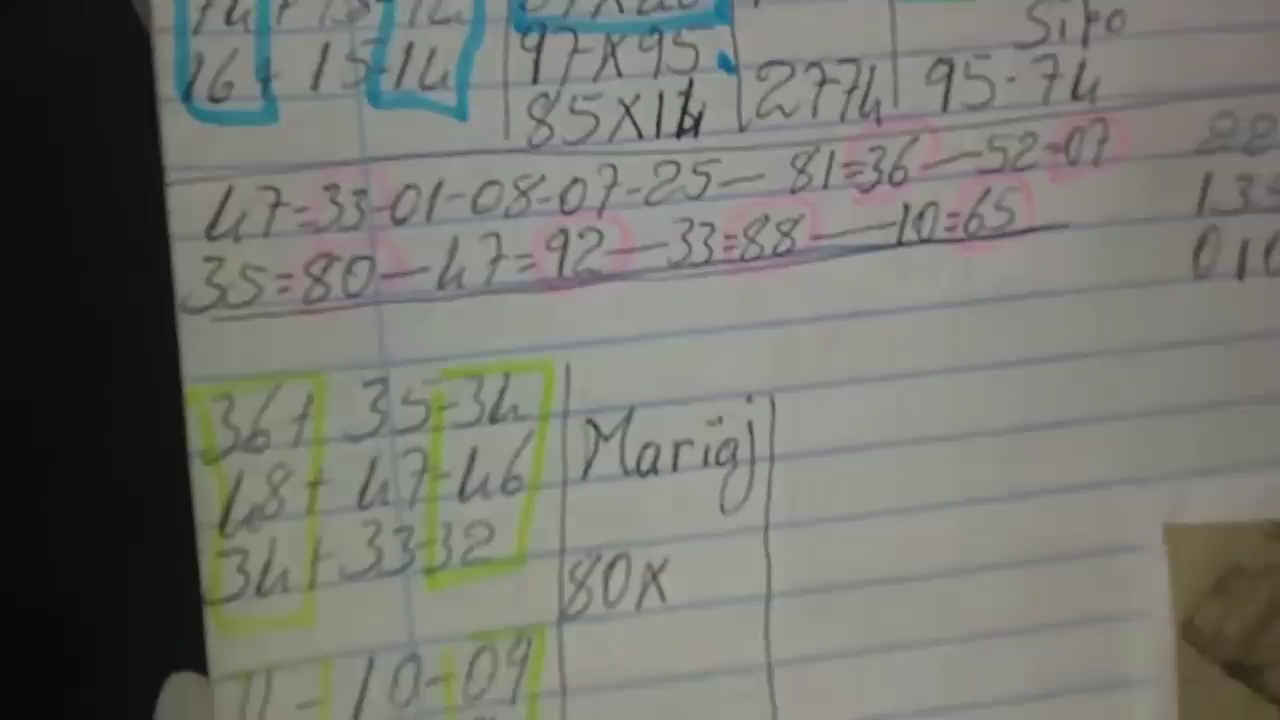 16 - 15-14
97x95
85x14
2774
Sito
95-74
47=33-01-08-07-25- 81=36-52=07
35=80-47=92-33=88-10=65
36+ 35-34
48+ 47-46
34+ 33-32
Marigj
80x
11- 10-09